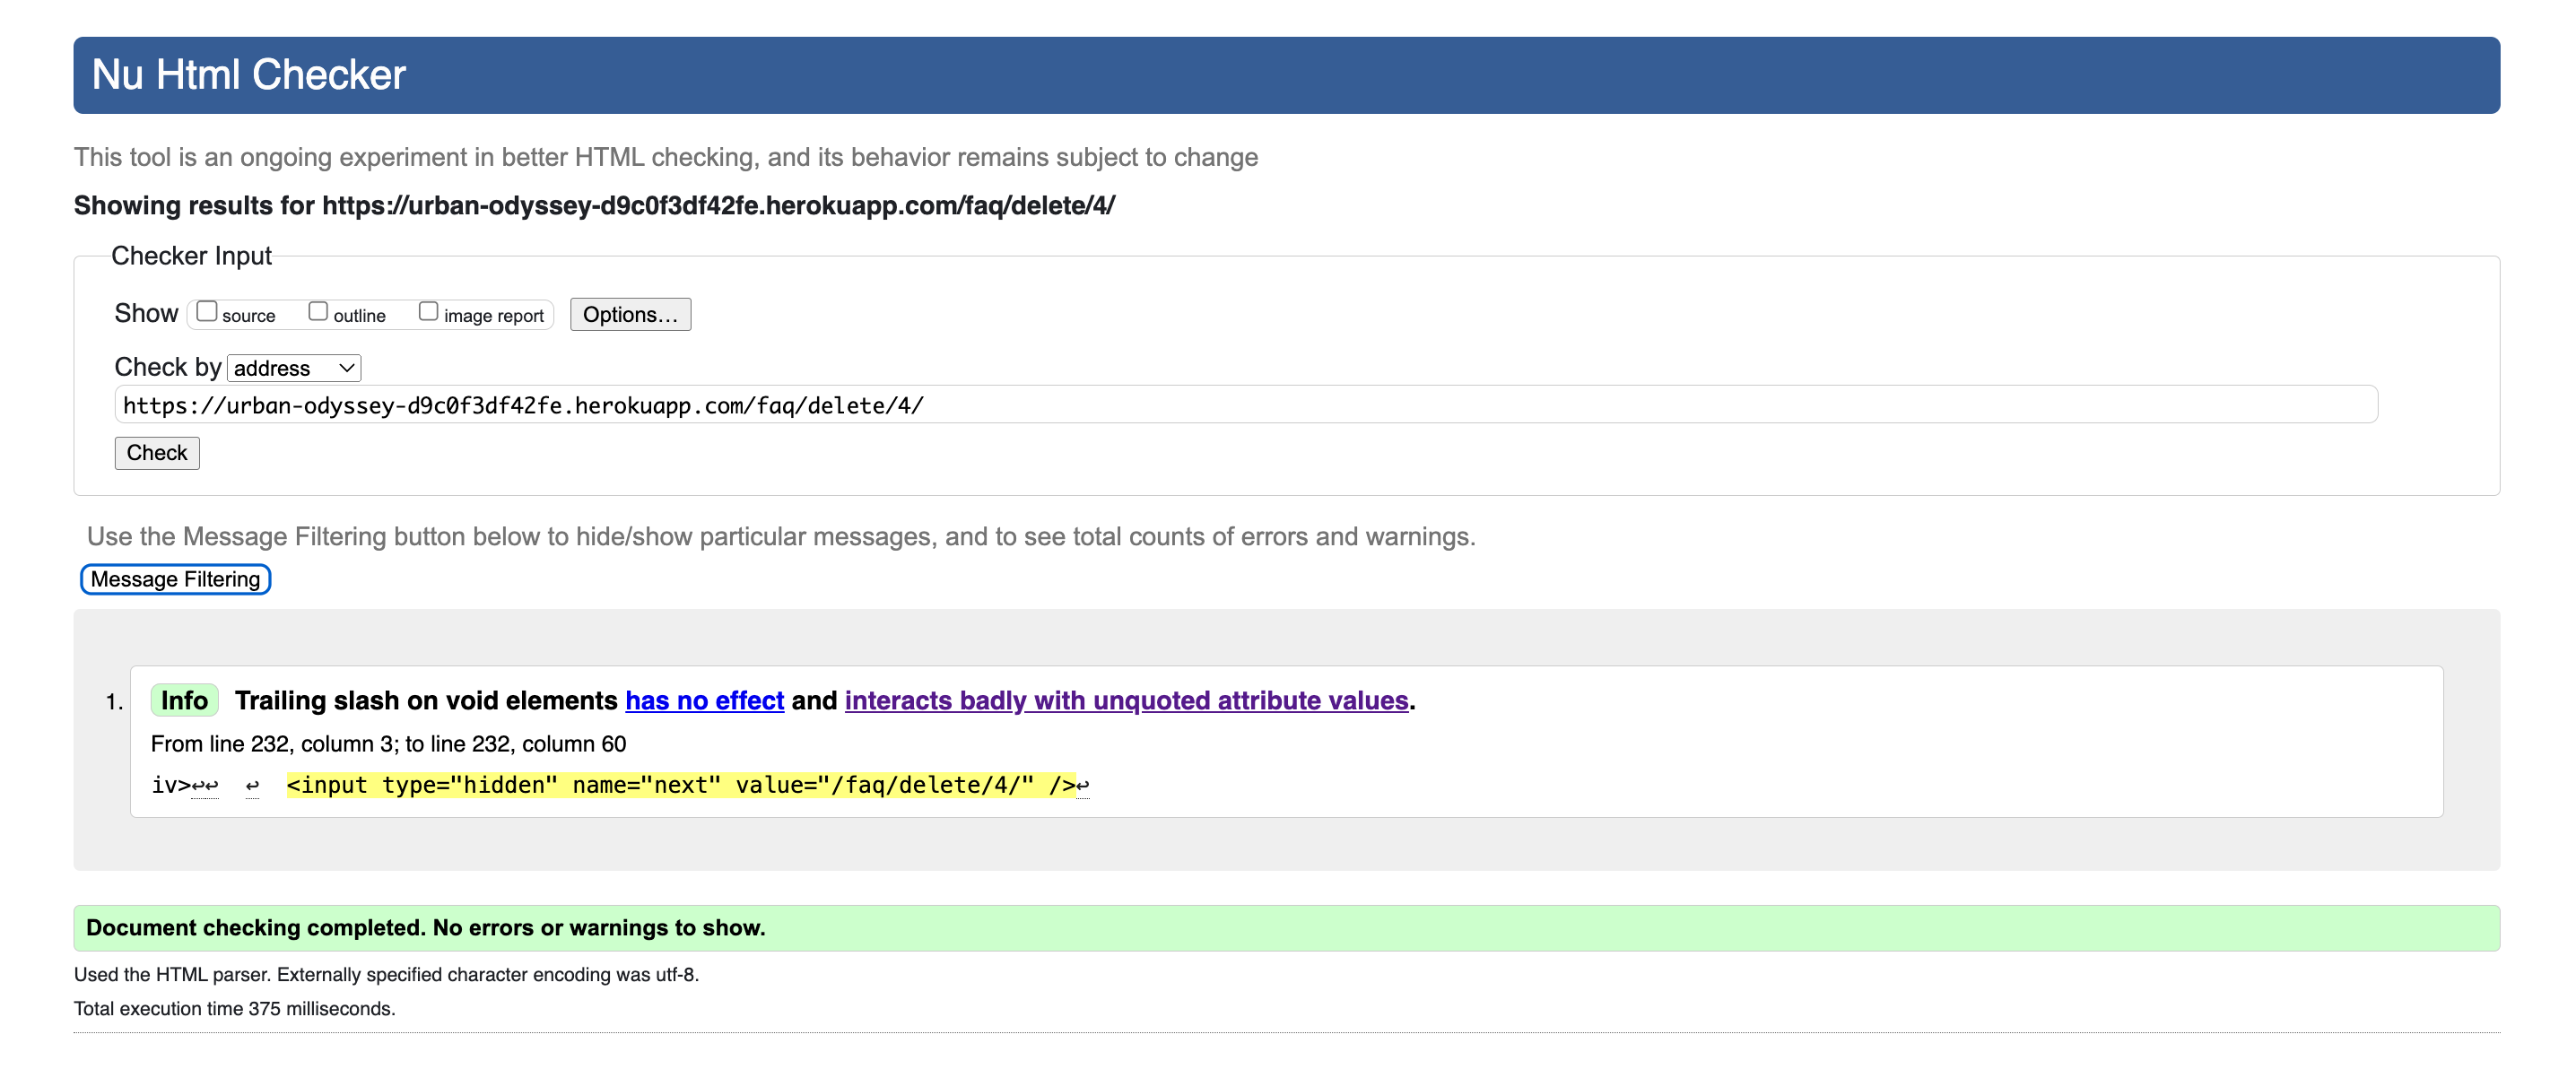 Nu Html Checker
This tool is an ongoing experiment in better HTML checking, and its behavior remains subject to change
Showing results for https://urban-odyssey-d9c0f3df42fe.herokuapp.com/faq/delete/4/
Checker Input
Show source outline image report Options…
Check by address
https://urban-odyssey-d9c0f3df42fe.herokuapp.com/faq/delete/4/
Check
Use the Message Filtering button below to hide/show particular messages, and to see total counts of errors and warnings.
Message Filtering
1. Info Trailing slash on void elements has no effect and interacts badly with unquoted attribute values.
From line 232, column 3; to line 232, column 60
iv>↩↩ ↩ <input type="hidden" name="next" value="/faq/delete/4/" />↩
Document checking completed. No errors or warnings to show.
Used the HTML parser. Externally specified character encoding was utf-8.
Total execution time 375 milliseconds.